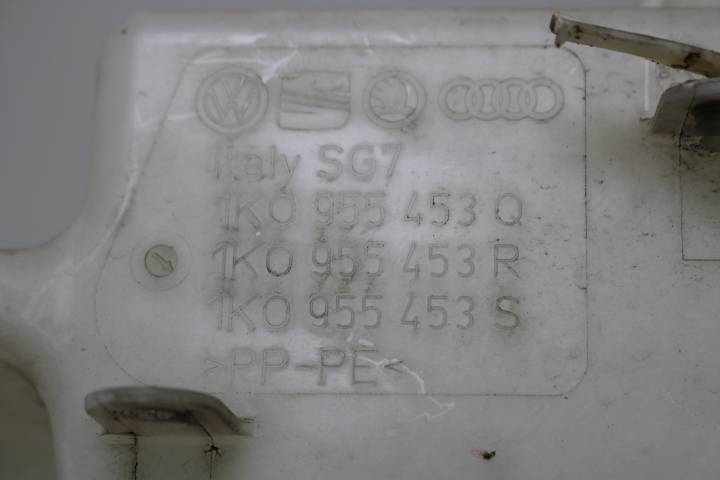 Italy SG7
1K0 955 453 Q
1K0 955 453 R
1K0 955 453 S
>PP-PE<